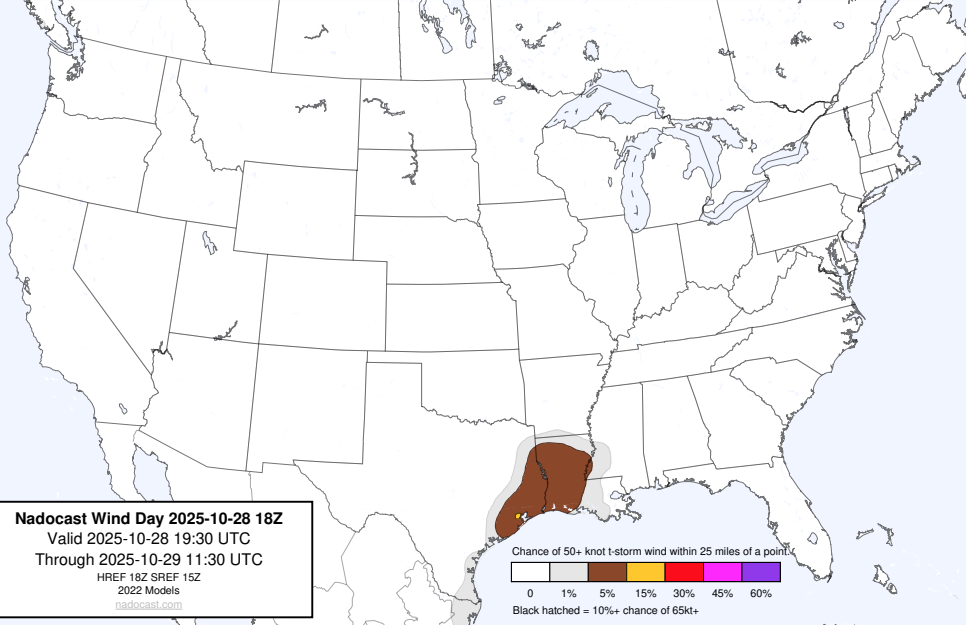 Nadocast Wind Day 2025-10-28 18Z
Valid 2025-10-28 19:30 UTC
Through 2025-10-29 11:30 UTC
HREF 18Z SREF 15Z
2022 Models
nadocast.com
Chance of 50+ knot t-storm wind within 25 miles of a point.
0 1% 5% 15% 30% 45% 60%
Black hatched = 10%+ chance of 65kt+